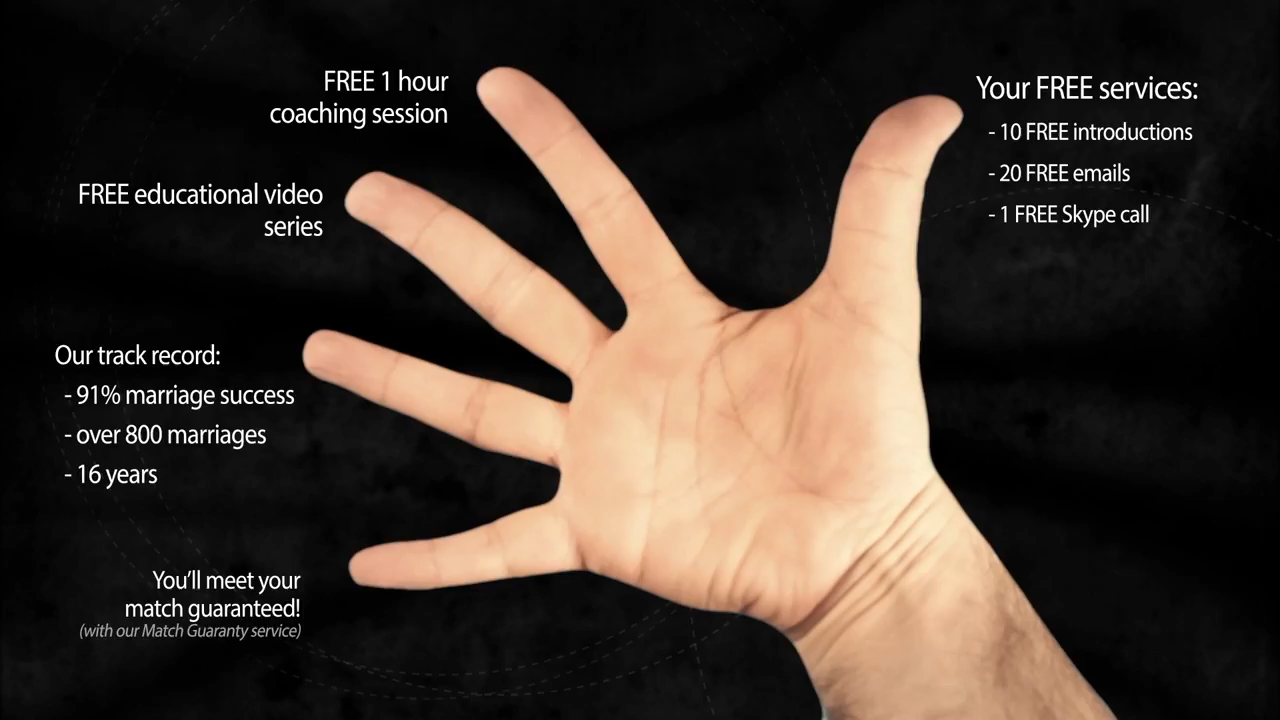 FREE 1 hour
coaching session
FREE educational video
series
Our track record:
- 91% marriage success
- over 800 marriages
- 16 years
You'll meet your
match guaranteed!
(with our Match Guaranty service)
Your FREE services:
- 10 FREE introductions
- 20 FREE emails
- 1 FREE Skype call